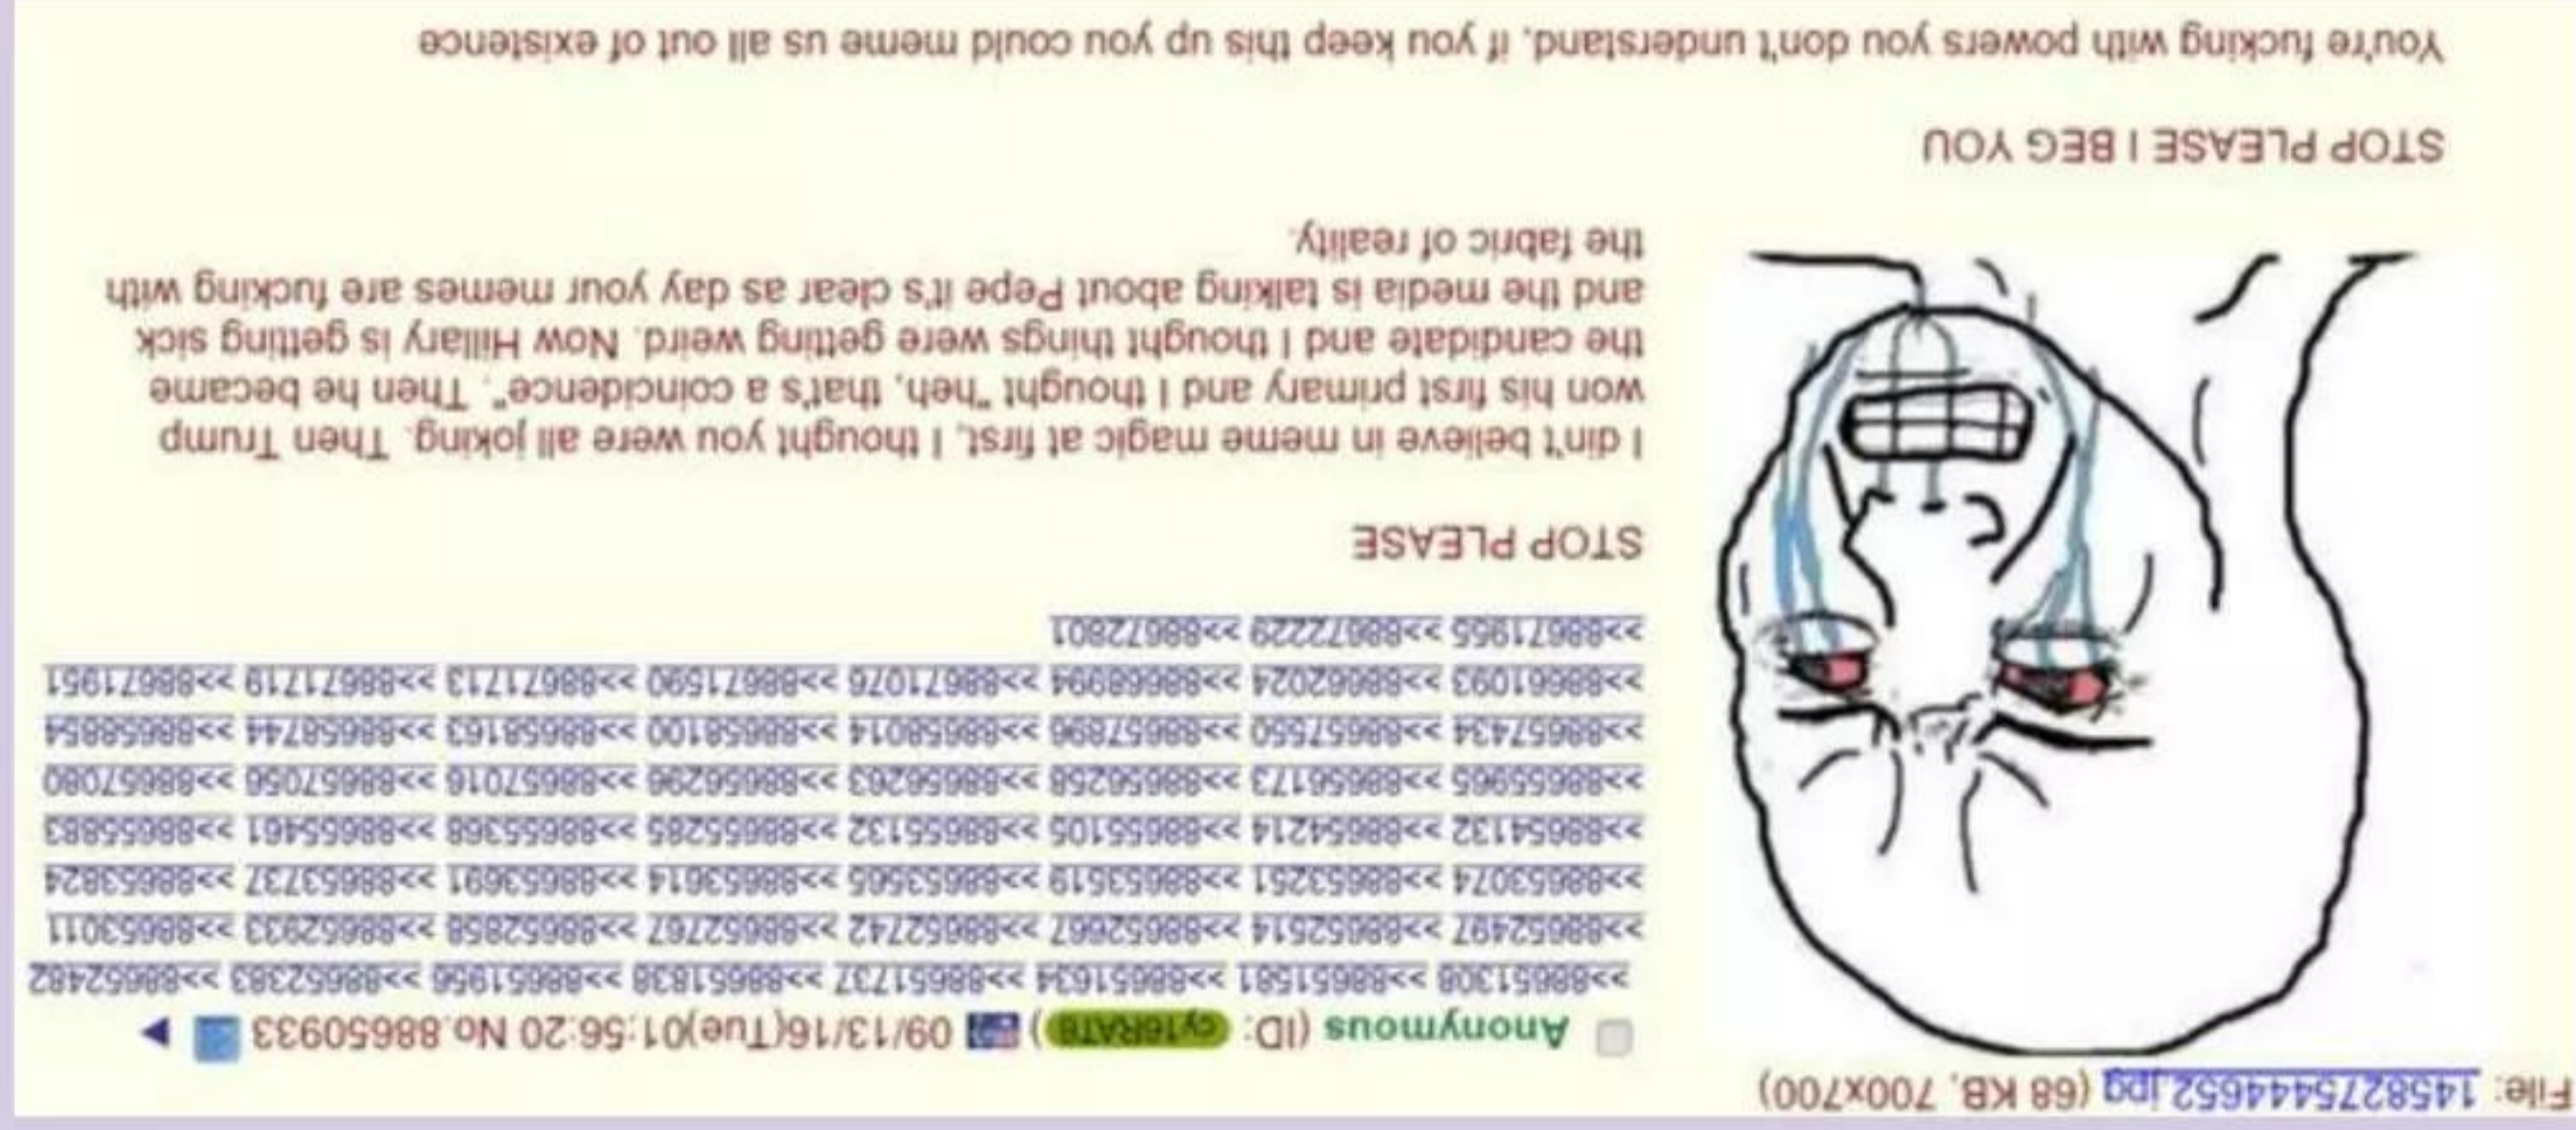 File: 1458275444652.jpg (68 KB, 700x700)
Anonymous (ID: cy16RAT8) 09/13/16(Tue)01:56:20 No.88650933
>>88651308 >>88651581 >>88651634 >>88651737 >>88651838 >>88651956 >>88652383 >>88652482
>>88652497 >>88652514 >>88652667 >>88652742 >>88652767 >>88652858 >>88652933 >>88653011
>>88653074 >>88653251 >>88653519 >>88653565 >>88653614 >>88653691 >>88653737 >>88653824
>>88654132 >>88654214 >>88655105 >>88655132 >>88655285 >>88655368 >>88655461 >>88655883
>>88655965 >>88656173 >>88656258 >>88656263 >>88656296 >>88657016 >>88657056 >>88657080
>>88657434 >>88657550 >>88657896 >>88658014 >>88658100 >>88658163 >>88658744 >>88658854
>>88661093 >>88662024 >>88668994 >>88671076 >>88671590 >>88671713 >>88671719 >>88671951
>>88671955 >>88672229 >>88672801
STOP PLEASE
I din't believe in meme magic at first, I thought you were all joking. Then Trump
won his first primary and I thought "heh, that's a coincidence". Then he became
the candidate and I thought things were getting weird. Now Hillary is getting sick
and the media is talking about Pepe it's clear as day your memes are fucking with
the fabric of reality.
STOP PLEASE I BEG YOU
You're fucking with powers you don't understand, if you keep this up you could meme us all out of existence